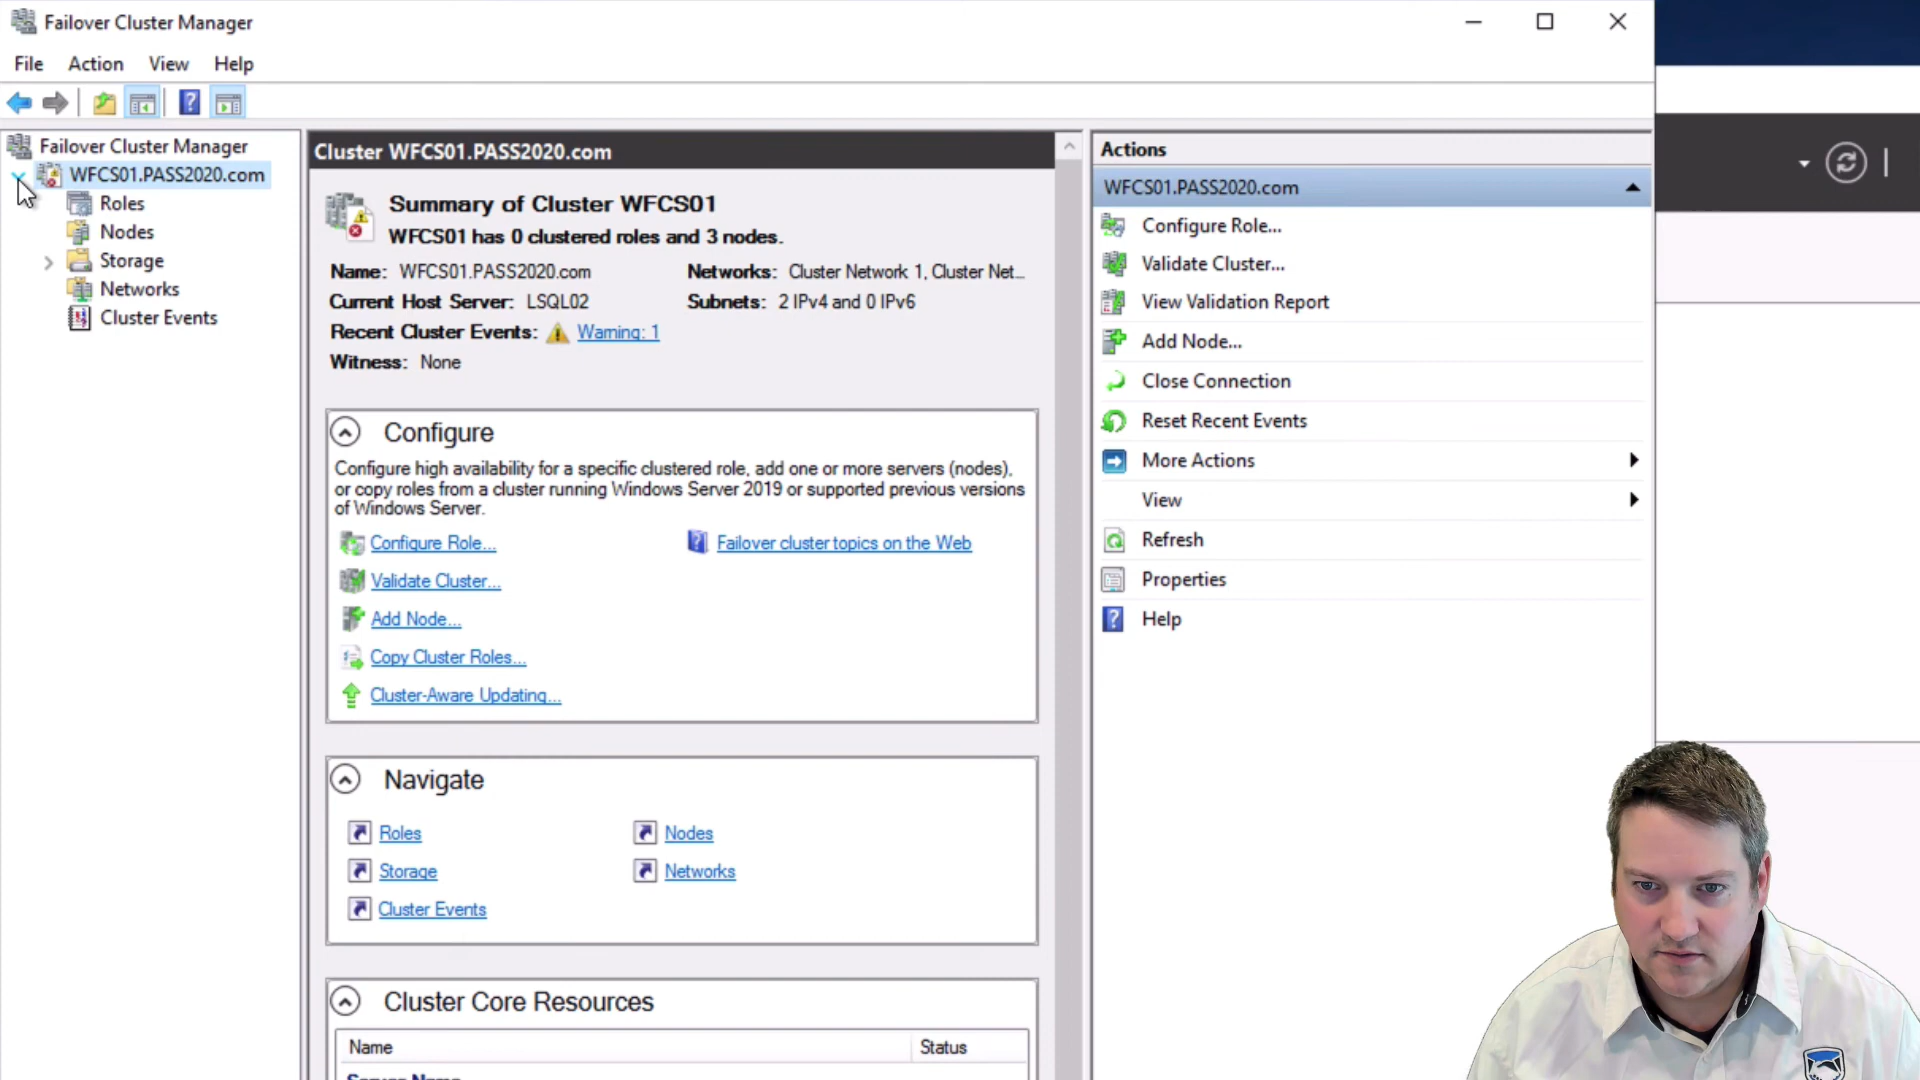 Failover Cluster Manager
File Action View Help
Failover Cluster Manager
WFCS01.PASS2020.com
Roles
Nodes
Storage
Networks
Cluster Events
Cluster WFCS01.PASS2020.com
Summary of Cluster WFCS01
WFCS01 has 0 clustered roles and 3 nodes.
Name: WFCS01.PASS2020.com Networks: Cluster Network 1, Cluster Net...
Current Host Server: LSQL02 Subnets: 2 IPv4 and 0 IPv6
Recent Cluster Events: Warning: 1
Witness: None
Configure
Configure high availability for a specific clustered role, add one or more servers (nodes),
or copy roles from a cluster running Windows Server 2019 or supported previous versions
of Windows Server.
Configure Role... Failover cluster topics on the Web
Validate Cluster...
Add Node...
Copy Cluster Roles...
Cluster-Aware Updating...
Navigate
Roles Nodes
Storage Networks
Cluster Events
Cluster Core Resources
Name Status
Server Name
Actions
WFCS01.PASS2020.com
Configure Role...
Validate Cluster...
View Validation Report
Add Node...
Close Connection
Reset Recent Events
More Actions
View
Refresh
Properties
Help